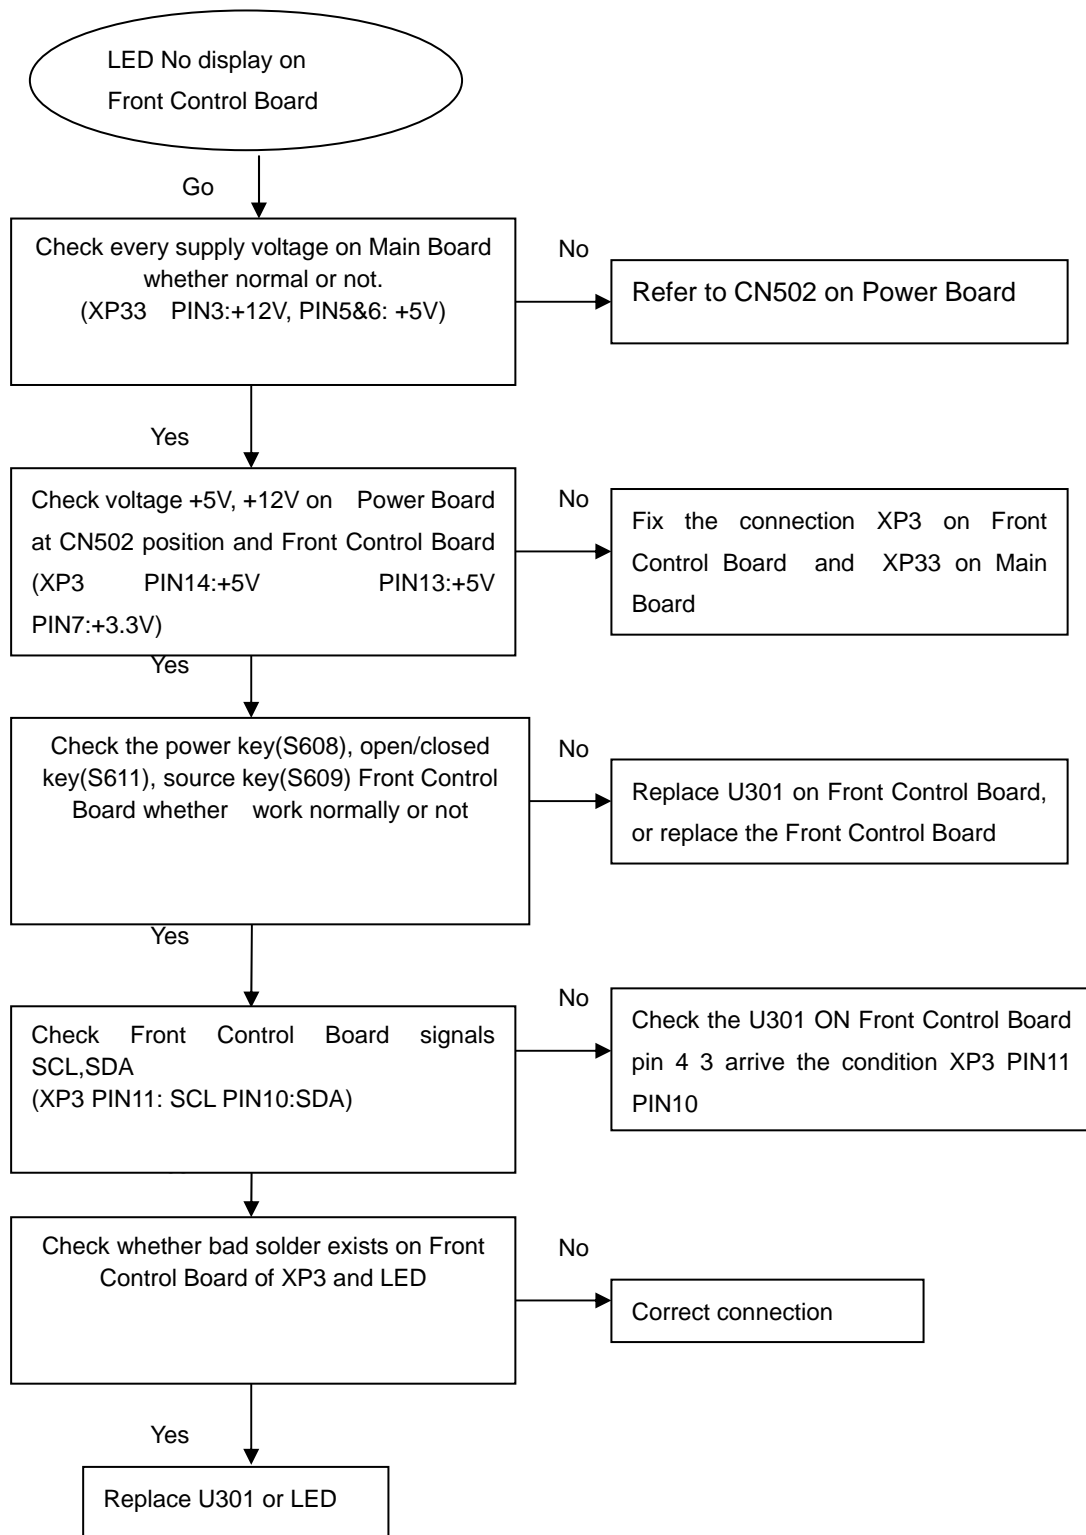 LED No display on
Front Control Board
Go
Check every supply voltage on Main Board
whether normal or not.
(XP33 PIN3:+12V, PIN5&6: +5V)
No
Refer to CN502 on Power Board
Yes
Check voltage +5V, +12V on Power Board
at CN502 position and Front Control Board
(XP3 PIN14:+5V PIN13:+5V
PIN7:+3.3V)
No
Fix the connection XP3 on Front
Control Board and XP33 on Main
Board
Yes
Check the power key(S608), open/closed
key(S611), source key(S609) Front Control
Board whether work normally or not
No
Replace U301 on Front Control Board,
or replace the Front Control Board
Yes
Check Front Control Board signals
SCL,SDA
(XP3 PIN11: SCL PIN10:SDA)
No
Check the U301 ON Front Control Board
pin 4 3 arrive the condition XP3 PIN11
PIN10
Check whether bad solder exists on Front
Control Board of XP3 and LED
No
Correct connection
Yes
Replace U301 or LED